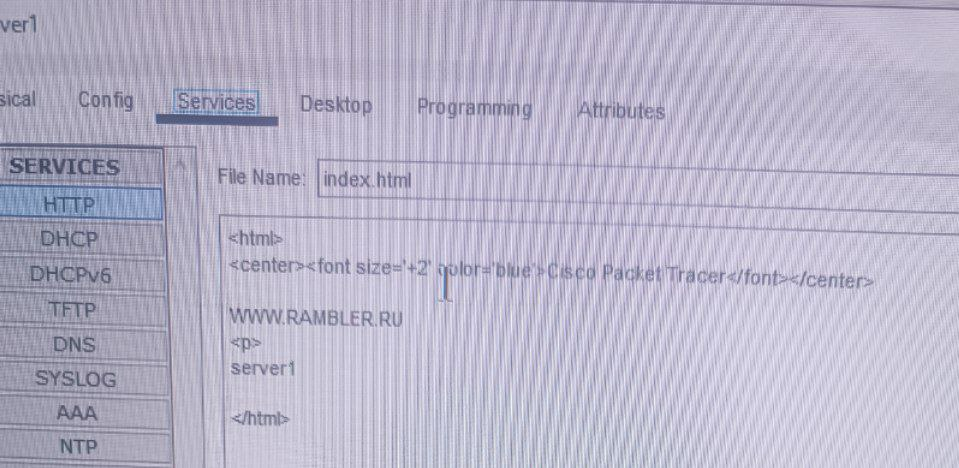 ver1
sical Config Services Desktop Programming Attributes
SERVICES
HTTP
DHCP
DHCPv6
TFTP
DNS
SYSLOG
AAA
NTP
File Name: index.html
<html>
<center><font size='+2' color='blue'>Cisco Packet Tracer</font></center>
WWW.RAMBLER.RU
<p>
server1
</html>